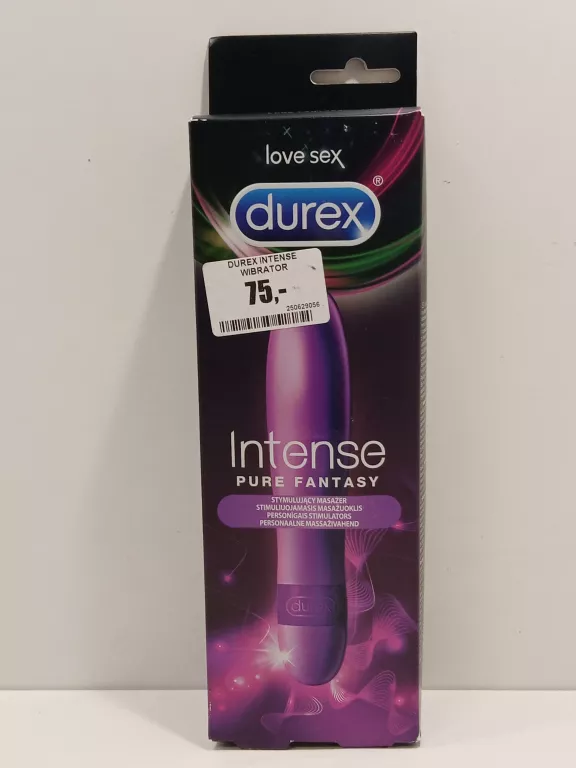 love sex
durex®
DUREX INTENSE
WIBRATOR
75,-
250629056
Intense
PURE FANTASY
STYMULUJĄCY MASAŻER
STIMULIUOJAMASIS MASAŽUOKLIS
PERSONĪGAIS STIMULATORS
PERSONAALNE MASSAAŽIVAHEND
durex